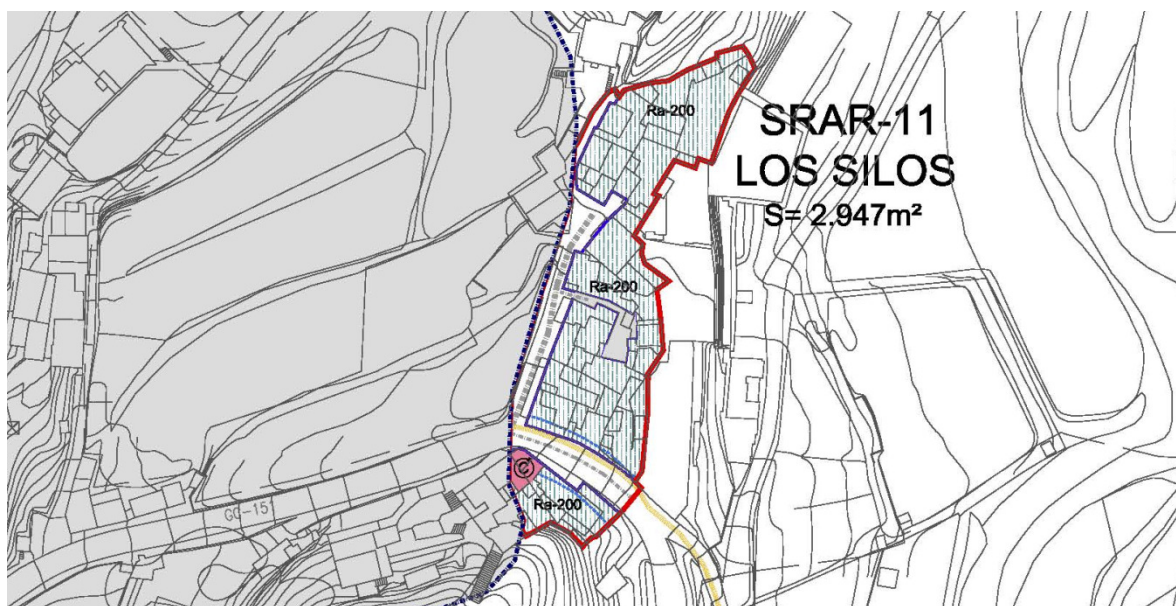 Ra-200
SRAR-11
LOS SILOS
S= 2.947m²
Ra-200
C
Ra-200
GC-151